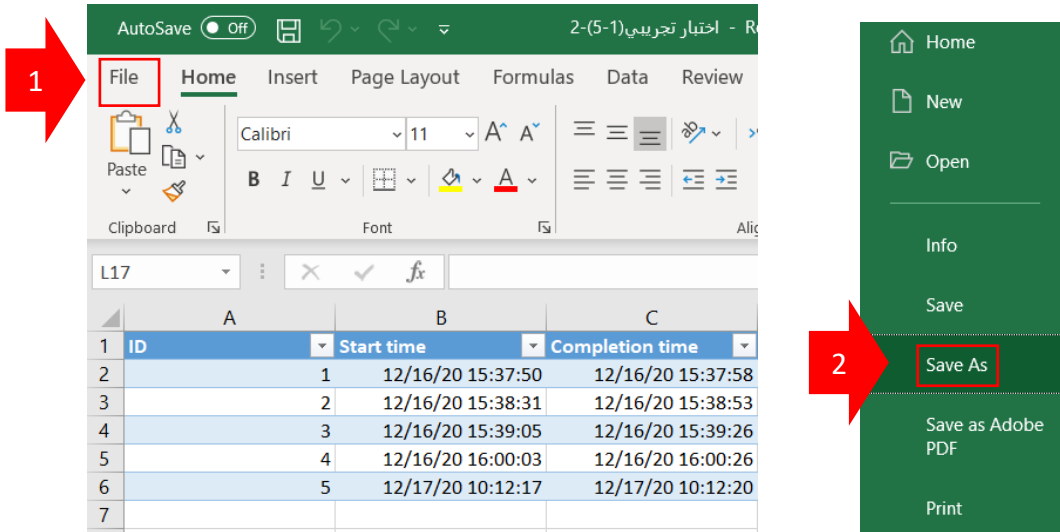 AutoSave Off
2-(5-1)اختبار تجريبي - Re
1
File Home Insert Page Layout Formulas Data Review
Calibri 11 A^ A˅
Paste
B I U A
Clipboard Font Alig
L17 fx
A B C
1 ID Start time Completion time
2 1 12/16/20 15:37:50 12/16/20 15:37:58
3 2 12/16/20 15:38:31 12/16/20 15:38:53
4 3 12/16/20 15:39:05 12/16/20 15:39:26
5 4 12/16/20 16:00:03 12/16/20 16:00:26
6 5 12/17/20 10:12:17 12/17/20 10:12:20
7
Home
New
Open
Info
Save
2
Save As
Save as Adobe
PDF
Print